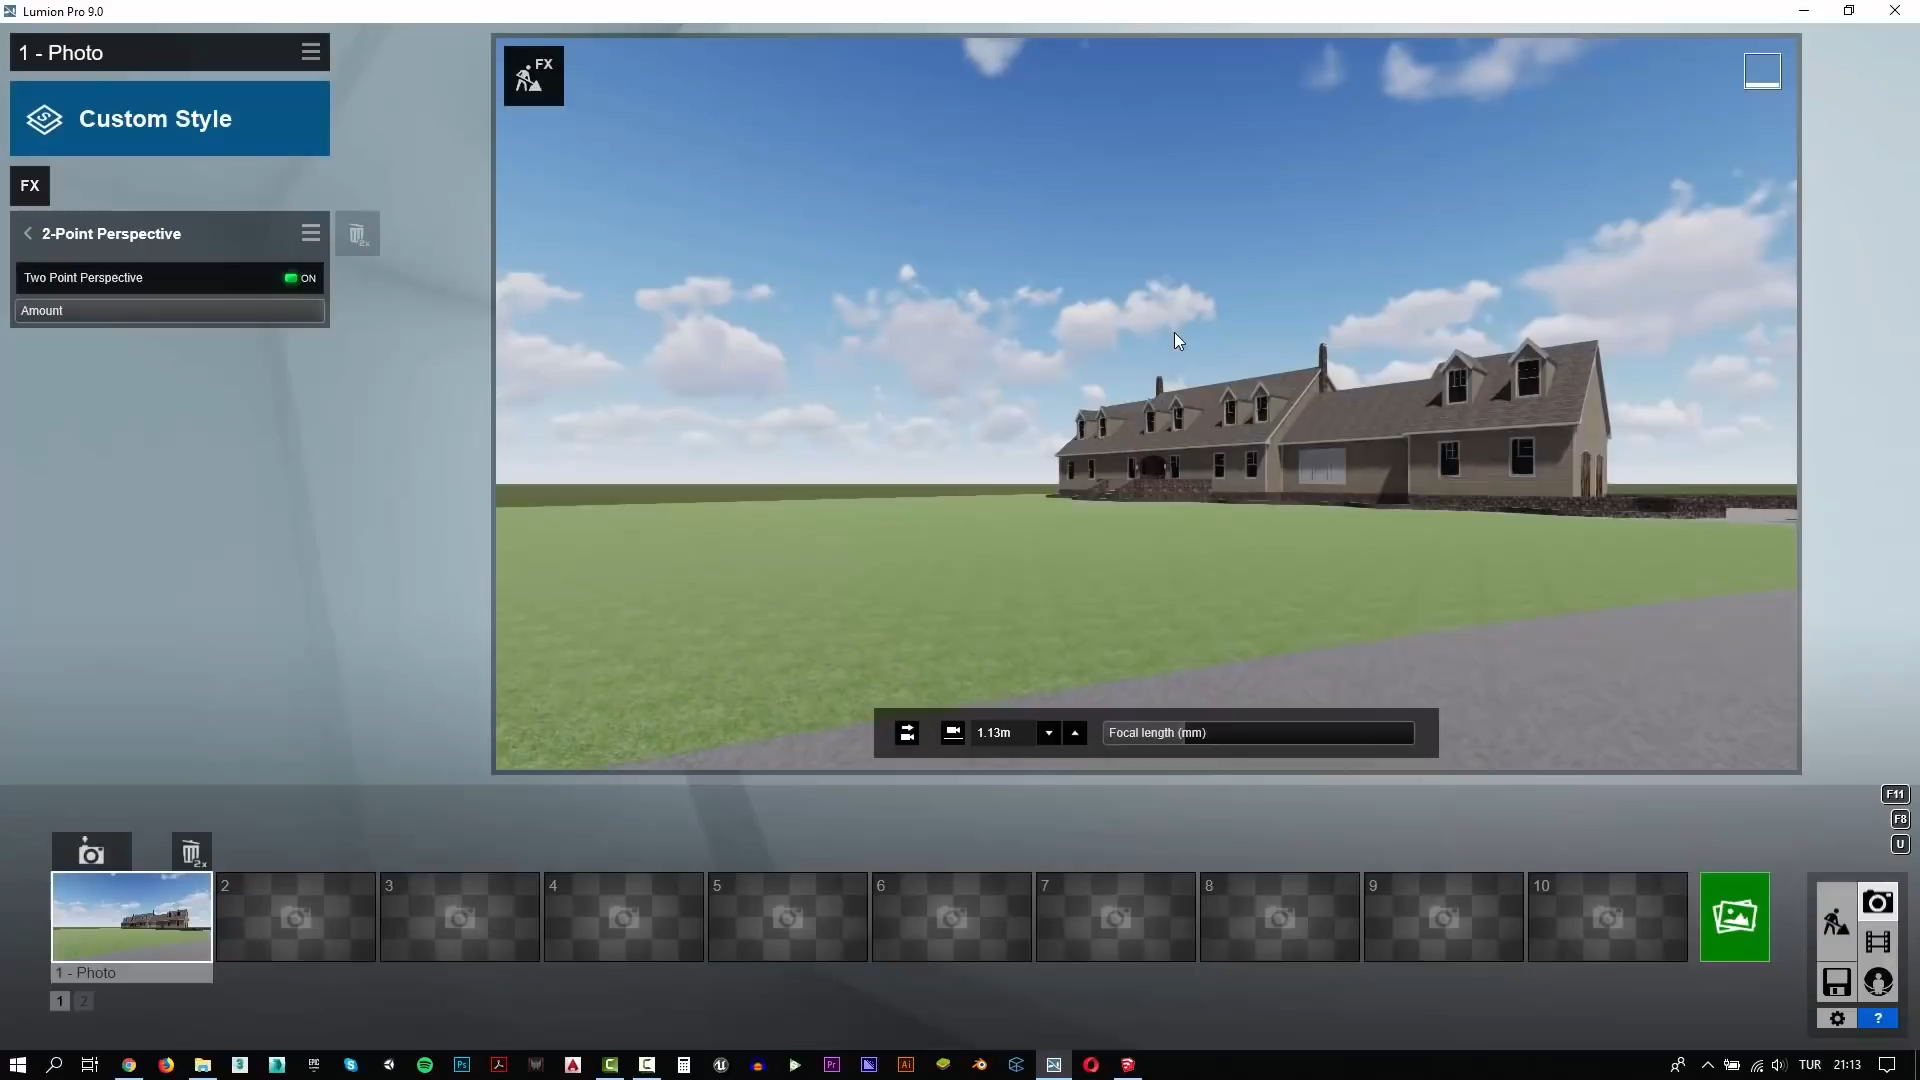 Lumion Pro 9.0
1 - Photo
Custom Style
FX
2-Point Perspective
2x
Two Point Perspective
ON
Amount
FX
1.13m
Focal length (mm)
F11
F8
U
2x
2
3
4
5
6
7
8
9
10
1 - Photo
1
2
?
TUR
21:13